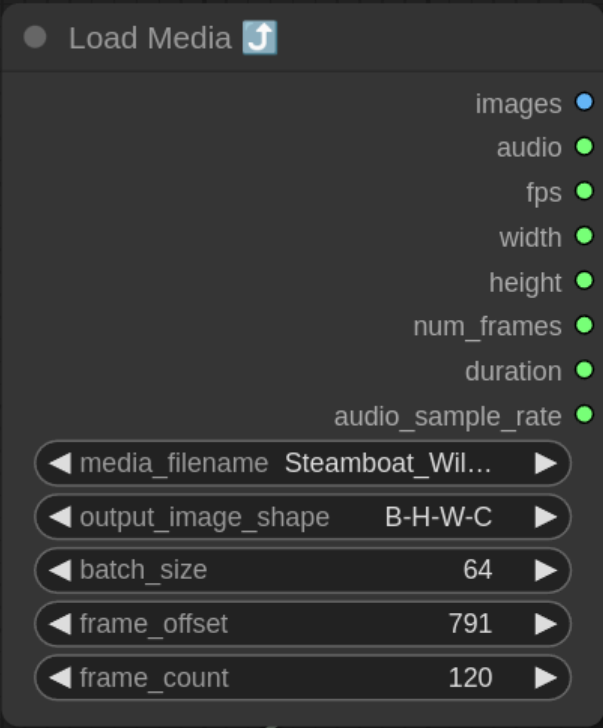 Load Media ⤴️
images
audio
fps
width
height
num_frames
duration
audio_sample_rate
media_filename Steamboat_Wil...
output_image_shape B-H-W-C
batch_size 64
frame_offset 791
frame_count 120